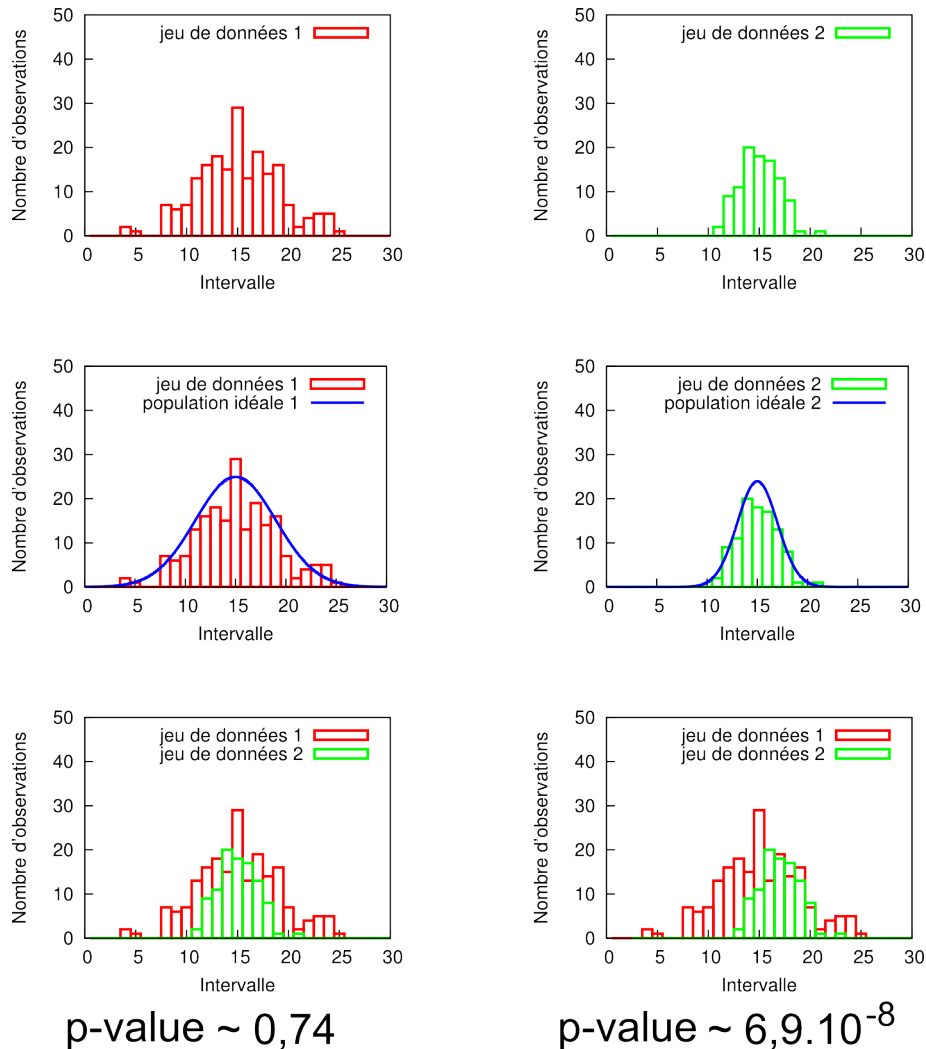 50
40
30
20
10
0
Nombre d'observations
jeu de données 1
0 5 10 15 20 25 30
Intervalle
50
40
30
20
10
0
Nombre d'observations
jeu de données 2
0 5 10 15 20 25 30
Intervalle
50
40
30
20
10
0
Nombre d'observations
jeu de données 1
population idéale 1
0 5 10 15 20 25 30
Intervalle
50
40
30
20
10
0
Nombre d'observations
jeu de données 2
population idéale 2
0 5 10 15 20 25 30
Intervalle
50
40
30
20
10
0
Nombre d'observations
jeu de données 1
jeu de données 2
0 5 10 15 20 25 30
Intervalle
p-value ~ 0,74
50
40
30
20
10
0
Nombre d'observations
jeu de données 1
jeu de données 2
0 5 10 15 20 25 30
Intervalle
p-value ~ 6,9.10⁻⁸